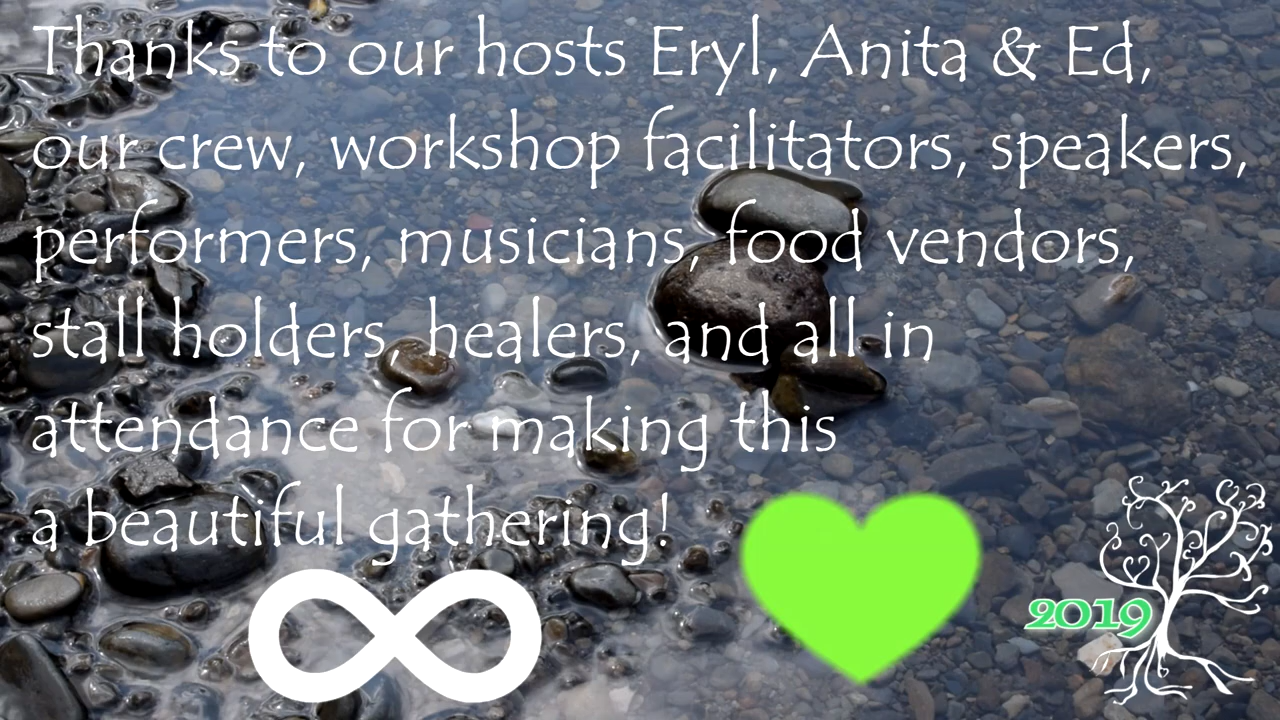 Thanks to our hosts Eryl, Anita & Ed,
our crew, workshop facilitators, speakers,
performers, musicians, food vendors,
stall holders, healers, and all in
attendance for making this
a beautiful gathering!
2019